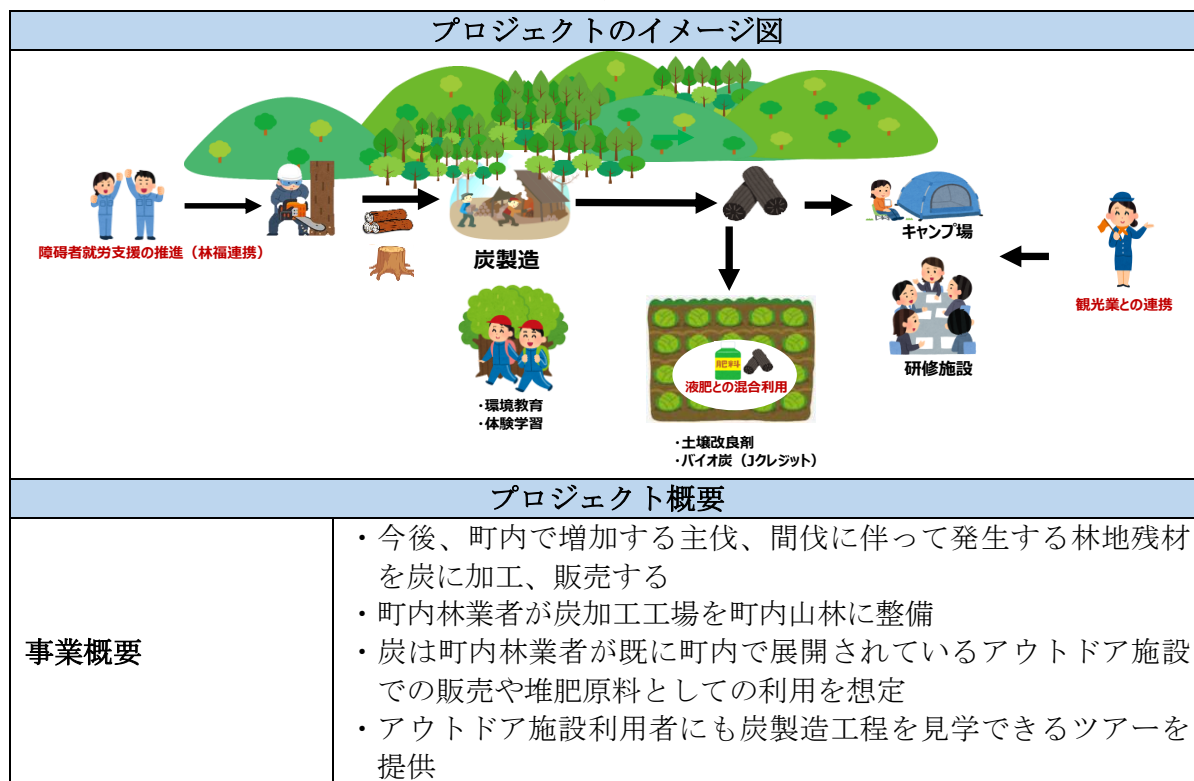 プロジェクトのイメージ図
障碍者就労支援の推進（林福連携）
炭製造
キャンプ場
観光業との連携
研修施設
液肥との混合利用
・環境教育
・体験学習
・土壌改良剤
・バイオ炭（Jクレジット）
プロジェクト概要
事業概要
・今後、町内で増加する主伐、間伐に伴って発生する林地残材
を炭に加工、販売する
・町内林業者が炭加工工場を町内山林に整備
・炭は町内林業者が既に町内で展開されているアウトドア施設
での販売や堆肥原料としての利用を想定
・アウトドア施設利用者にも炭製造工程を見学できるツアーを
提供